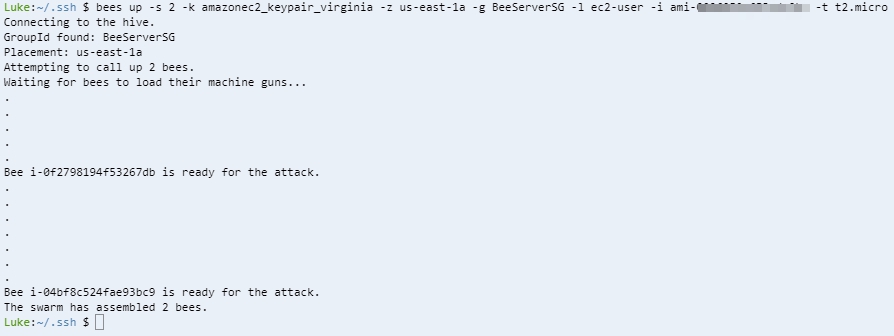 Luke:~/.ssh $ bees up -s 2 -k amazonec2_keypair_virginia -z us-east-1a -g BeeServerSG -l ec2-user -i ami- -t t2.micro
Connecting to the hive.
GroupId found: BeeServerSG
Placement: us-east-1a
Attempting to call up 2 bees.
Waiting for bees to load their machine guns...
.
.
.
.
.
Bee i-0f2798194f53267db is ready for the attack.
.
.
.
.
.
.
.
Bee i-04bf8c524fae93bc9 is ready for the attack.
The swarm has assembled 2 bees.
Luke:~/.ssh $